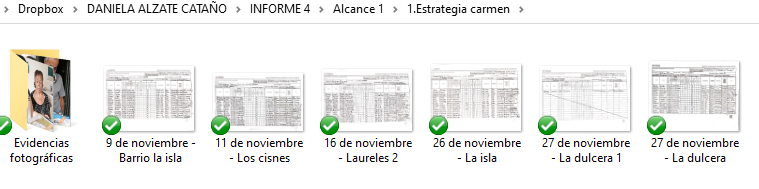 Dropbox > DANIELA ALZATE CATAÑO > INFORME 4 > Alcance 1 > 1.Estrategia carmen >
Evidencias
fotográficas
9 de noviembre -
Barrio la isla
11 de noviembre
- Los cisnes
16 de noviembre
- Laureles 2
26 de noviembre
- La isla
27 de noviembre
- La dulcera 1
27 de noviembre
- La dulcera